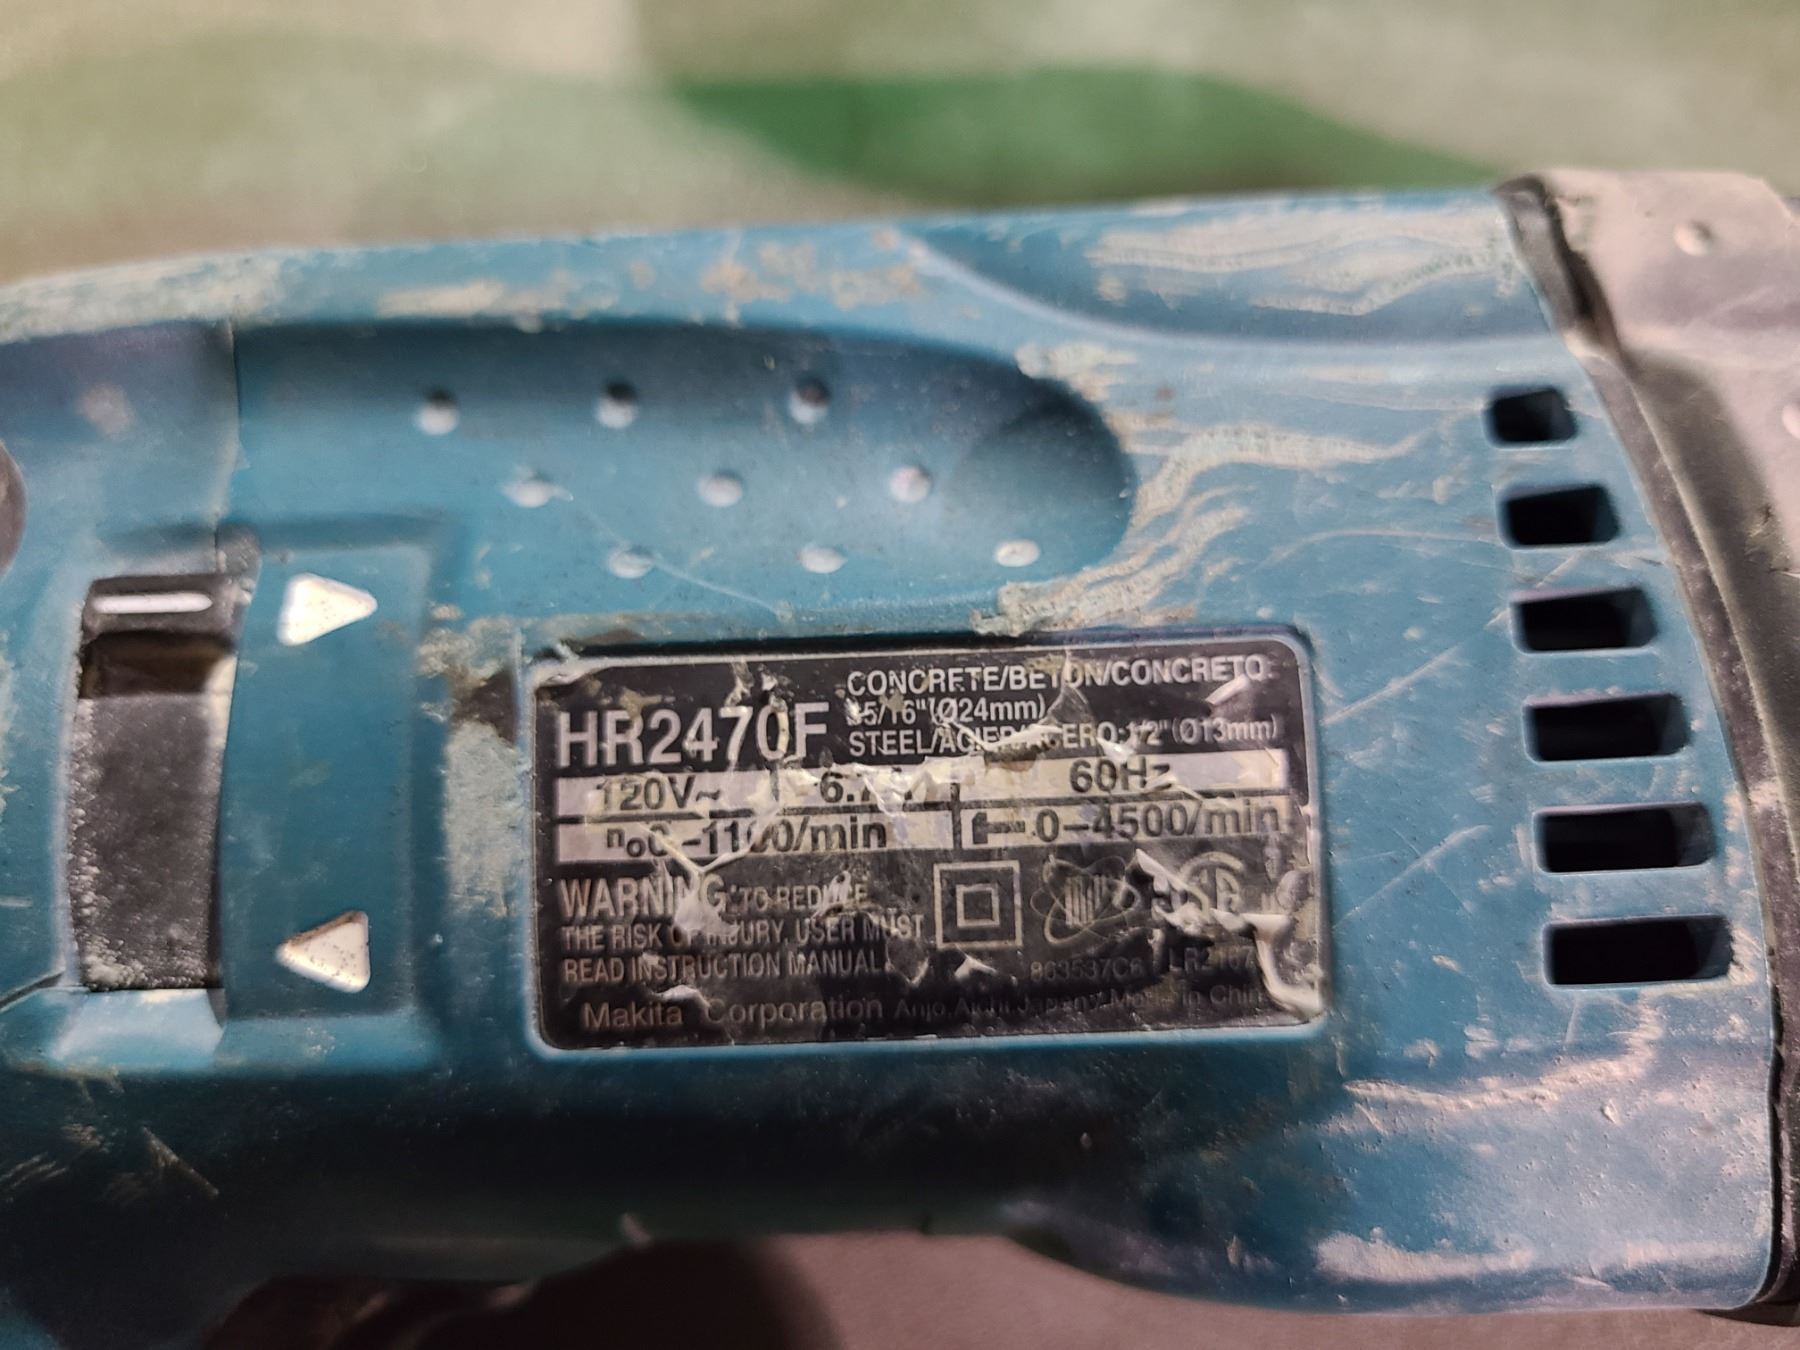 HR2470F
CONCRETE/BETON/CONCRETO:
5/16"(Ø24mm)
STEEL/ACIER/ACERO:1/2"(Ø13mm)
120V~ 60Hz
0-4500/min
WARNING: TO REDUCE
THE RISK OF INJURY, USER MUST
READ INSTRUCTION MANUAL.
Makita Corporation Anjo, Aichi Japan Made in China